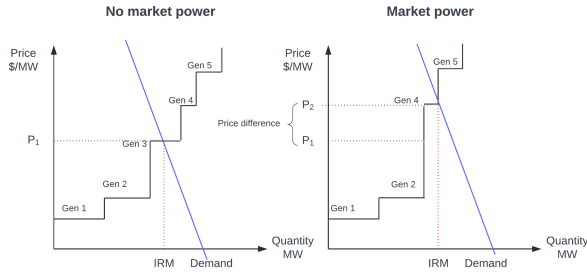 No market power
Price
$/MW
P1
Gen 1
Gen 2
Gen 3
Gen 4
Gen 5
Quantity
MW
IRM
Demand
Market power
Price
$/MW
P2
Price difference
P1
Gen 1
Gen 2
Gen 4
Gen 5
Quantity
MW
IRM
Demand